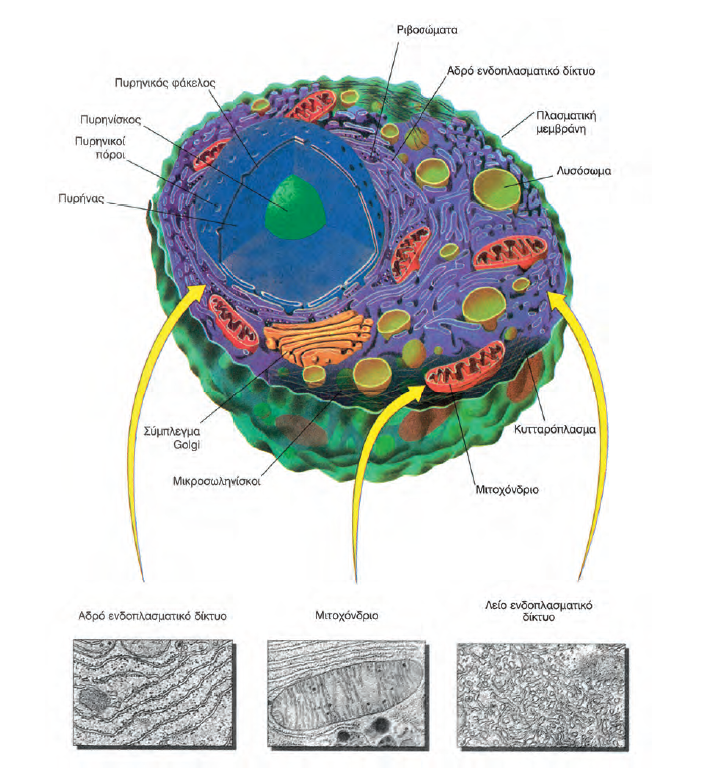 Ριβοσώματα
Αδρό ενδοπλασματικό δίκτυο
Πυρηνικός φάκελος
Πλασματική
μεμβράνη
Πυρηνίσκος
Πυρηνικοί
πόροι
Λυσόσωμα
Πυρήνας
Σύμπλεγμα
Golgi
Κυτταρόπλασμα
Μικροσωληνίσκοι
Μιτοχόνδριο
Αδρό ενδοπλασματικό δίκτυο
Μιτοχόνδριο
Λείο ενδοπλασματικό
δίκτυο